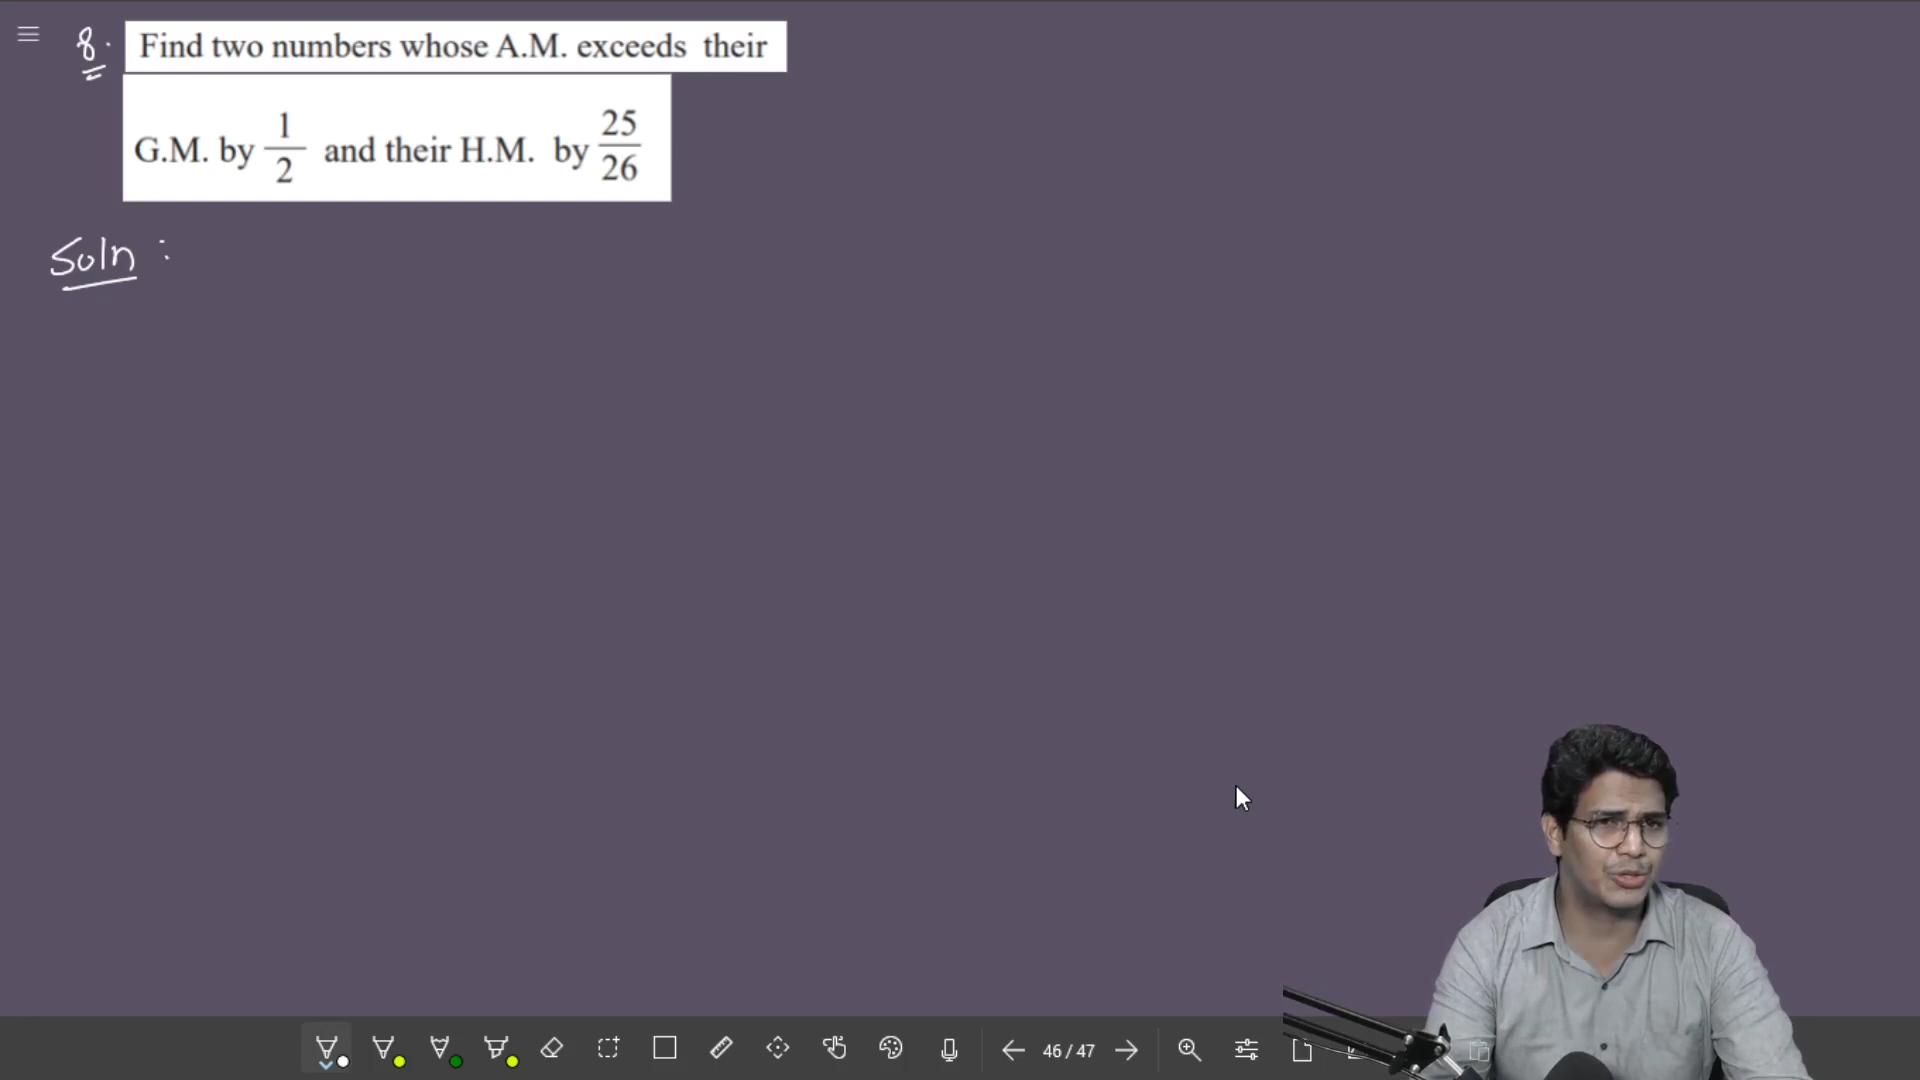 8. Find two numbers whose A.M. exceeds their
G.M. by 1/2 and their H.M. by 25/26
Soln :
46 / 47